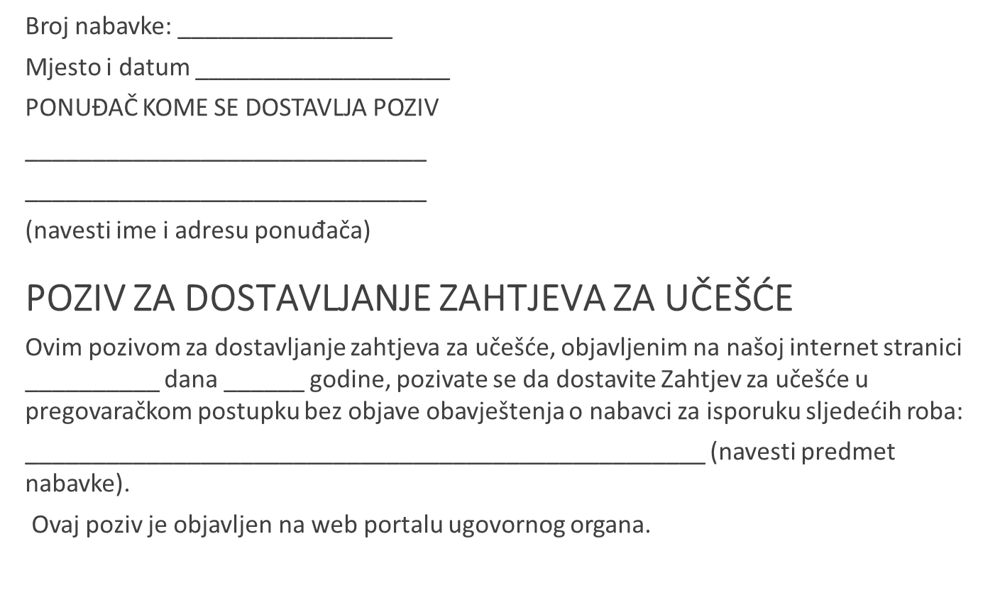 Broj nabavke: ________________
Mjesto i datum ___________________
PONUĐAČ KOME SE DOSTAVLJA POZIV
______________________________
______________________________
(navesti ime i adresu ponuđača)
POZIV ZA DOSTAVLJANJE ZAHTJEVA ZA UČEŠĆE
Ovim pozivom za dostavljanje zahtjeva za učešće, objavljenim na našoj internet stranici
__________ dana ______ godine, pozivate se da dostavite Zahtjev za učešće u
pregovaračkom postupku bez objave obavještenja o nabavci za isporuku sljedećih roba:
___________________________________________________ (navesti predmet
nabavke).
Ovaj poziv je objavljen na web portalu ugovornog organa.